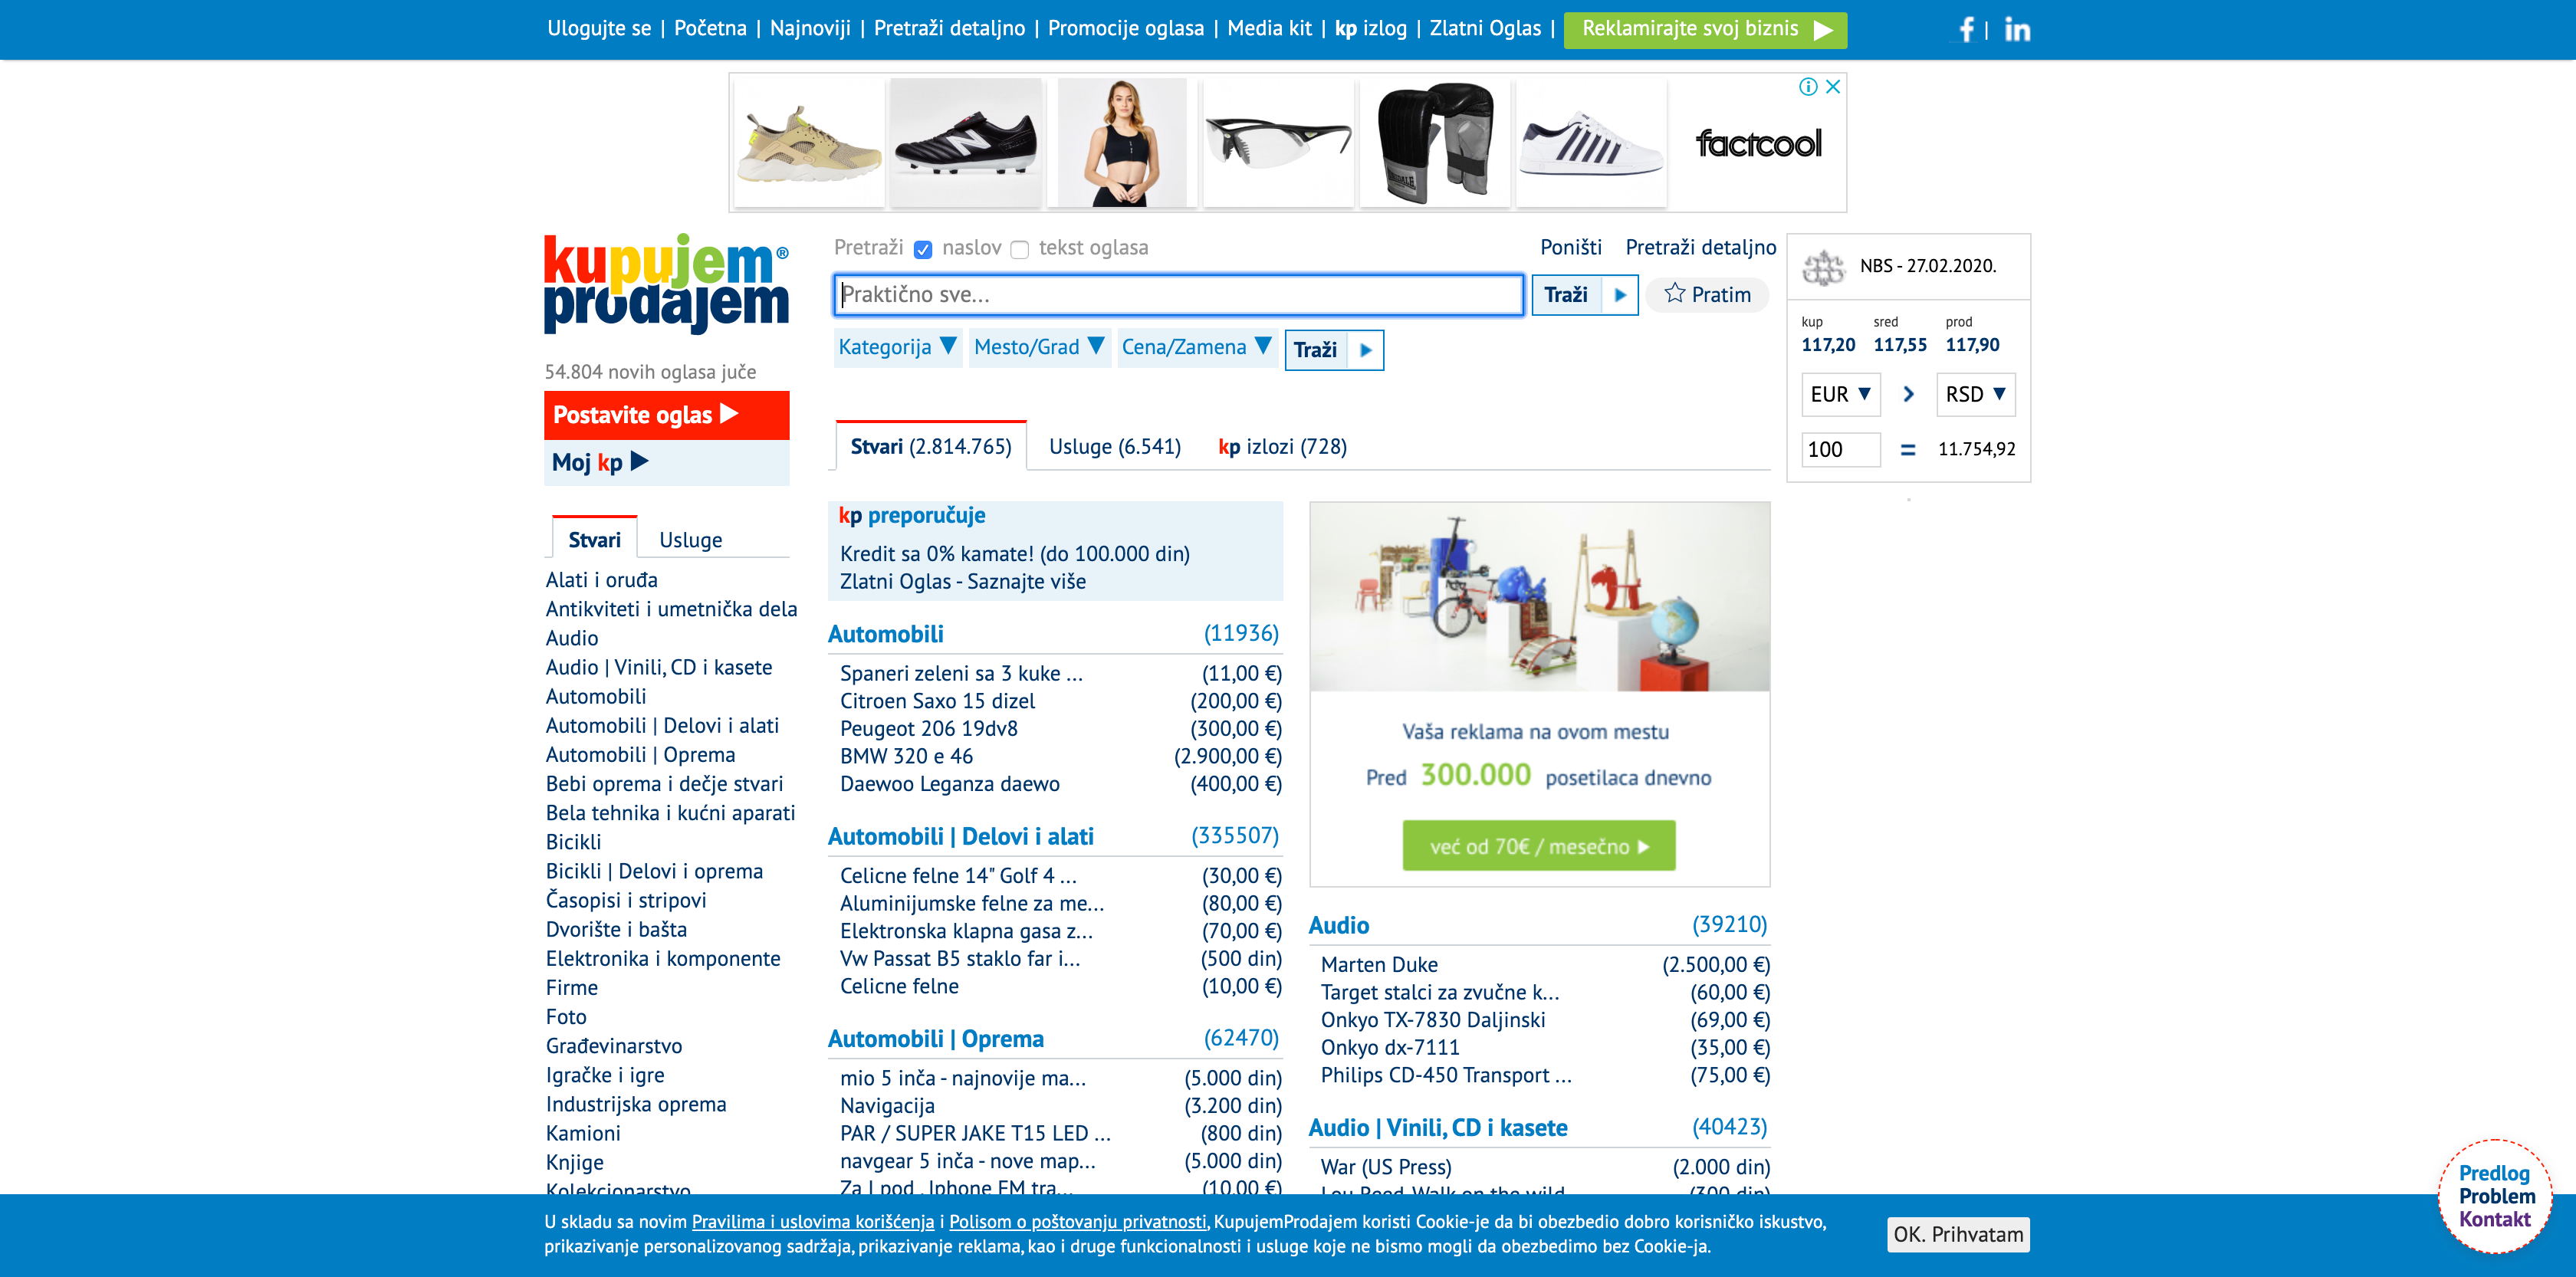 Ulogujte se | Početna | Najnoviji | Pretraži detaljno | Promocije oglasa | Media kit | kp izlog | Zlatni Oglas | Reklamirajte svoj biznis
factcool
kupujem®
prodajem
54.804 novih oglasa juče
Postavite oglas
Moj kp
Pretraži naslov tekst oglasa Poništi Pretraži detaljno
Praktično sve... Traži Pratim
Kategorija Mesto/Grad Cena/Zamena Traži
NBS - 27.02.2020.
kup sred prod
117,20 117,55 117,90
EUR RSD
100 = 11.754,92
Stvari (2.814.765) Usluge (6.541) kp izlozi (728)
Stvari Usluge
Alati i oruđa
Antikviteti i umetnička dela
Audio
Audio | Vinili, CD i kasete
Automobili
Automobili | Delovi i alati
Automobili | Oprema
Bebi oprema i dečje stvari
Bela tehnika i kućni aparati
Bicikli
Bicikli | Delovi i oprema
Časopisi i stripovi
Dvorište i bašta
Elektronika i komponente
Firme
Foto
Građevinarstvo
Igračke i igre
Industrijska oprema
Kamioni
Knjige
Kolekcionarstvo
kp preporučuje
Kredit sa 0% kamate! (do 100.000 din)
Zlatni Oglas - Saznajte više
Automobili (11936)
Spaneri zeleni sa 3 kuke ... (11,00 €)
Citroen Saxo 15 dizel (200,00 €)
Peugeot 206 19dv8 (300,00 €)
BMW 320 e 46 (2.900,00 €)
Daewoo Leganza daewo (400,00 €)
Automobili | Delovi i alati (335507)
Celicne felne 14" Golf 4 ... (30,00 €)
Aluminijumske felne za me... (80,00 €)
Elektronska klapna gasa z... (70,00 €)
Vw Passat B5 staklo far i... (500 din)
Celicne felne (10,00 €)
Automobili | Oprema (62470)
mio 5 inča - najnovije ma... (5.000 din)
Navigacija (3.200 din)
PAR / SUPER JAKE T15 LED ... (800 din)
navgear 5 inča - nove map... (5.000 din)
Za I pod , Iphone FM tra... (10,00 €)
Vaša reklama na ovom mestu
Pred 300.000 posetilaca dnevno
već od 70€ / mesečno
Audio (39210)
Marten Duke (2.500,00 €)
Target stalci za zvučne k... (60,00 €)
Onkyo TX-7830 Daljinski (69,00 €)
Onkyo dx-7111 (35,00 €)
Philips CD-450 Transport ... (75,00 €)
Audio | Vinili, CD i kasete (40423)
War (US Press) (2.000 din)
Lou Reed-Walk on the wild... (300 din)
U skladu sa novim Pravilima i uslovima korišćenja i Polisom o poštovanju privatnosti, KupujemProdajem koristi Cookie-je da bi obezbedio dobro korisničko iskustvo,
prikazivanje personalizovanog sadržaja, prikazivanje reklama, kao i druge funkcionalnosti i usluge koje ne bismo mogli da obezbedimo bez Cookie-ja.
OK. Prihvatam
Predlog
Problem
Kontakt